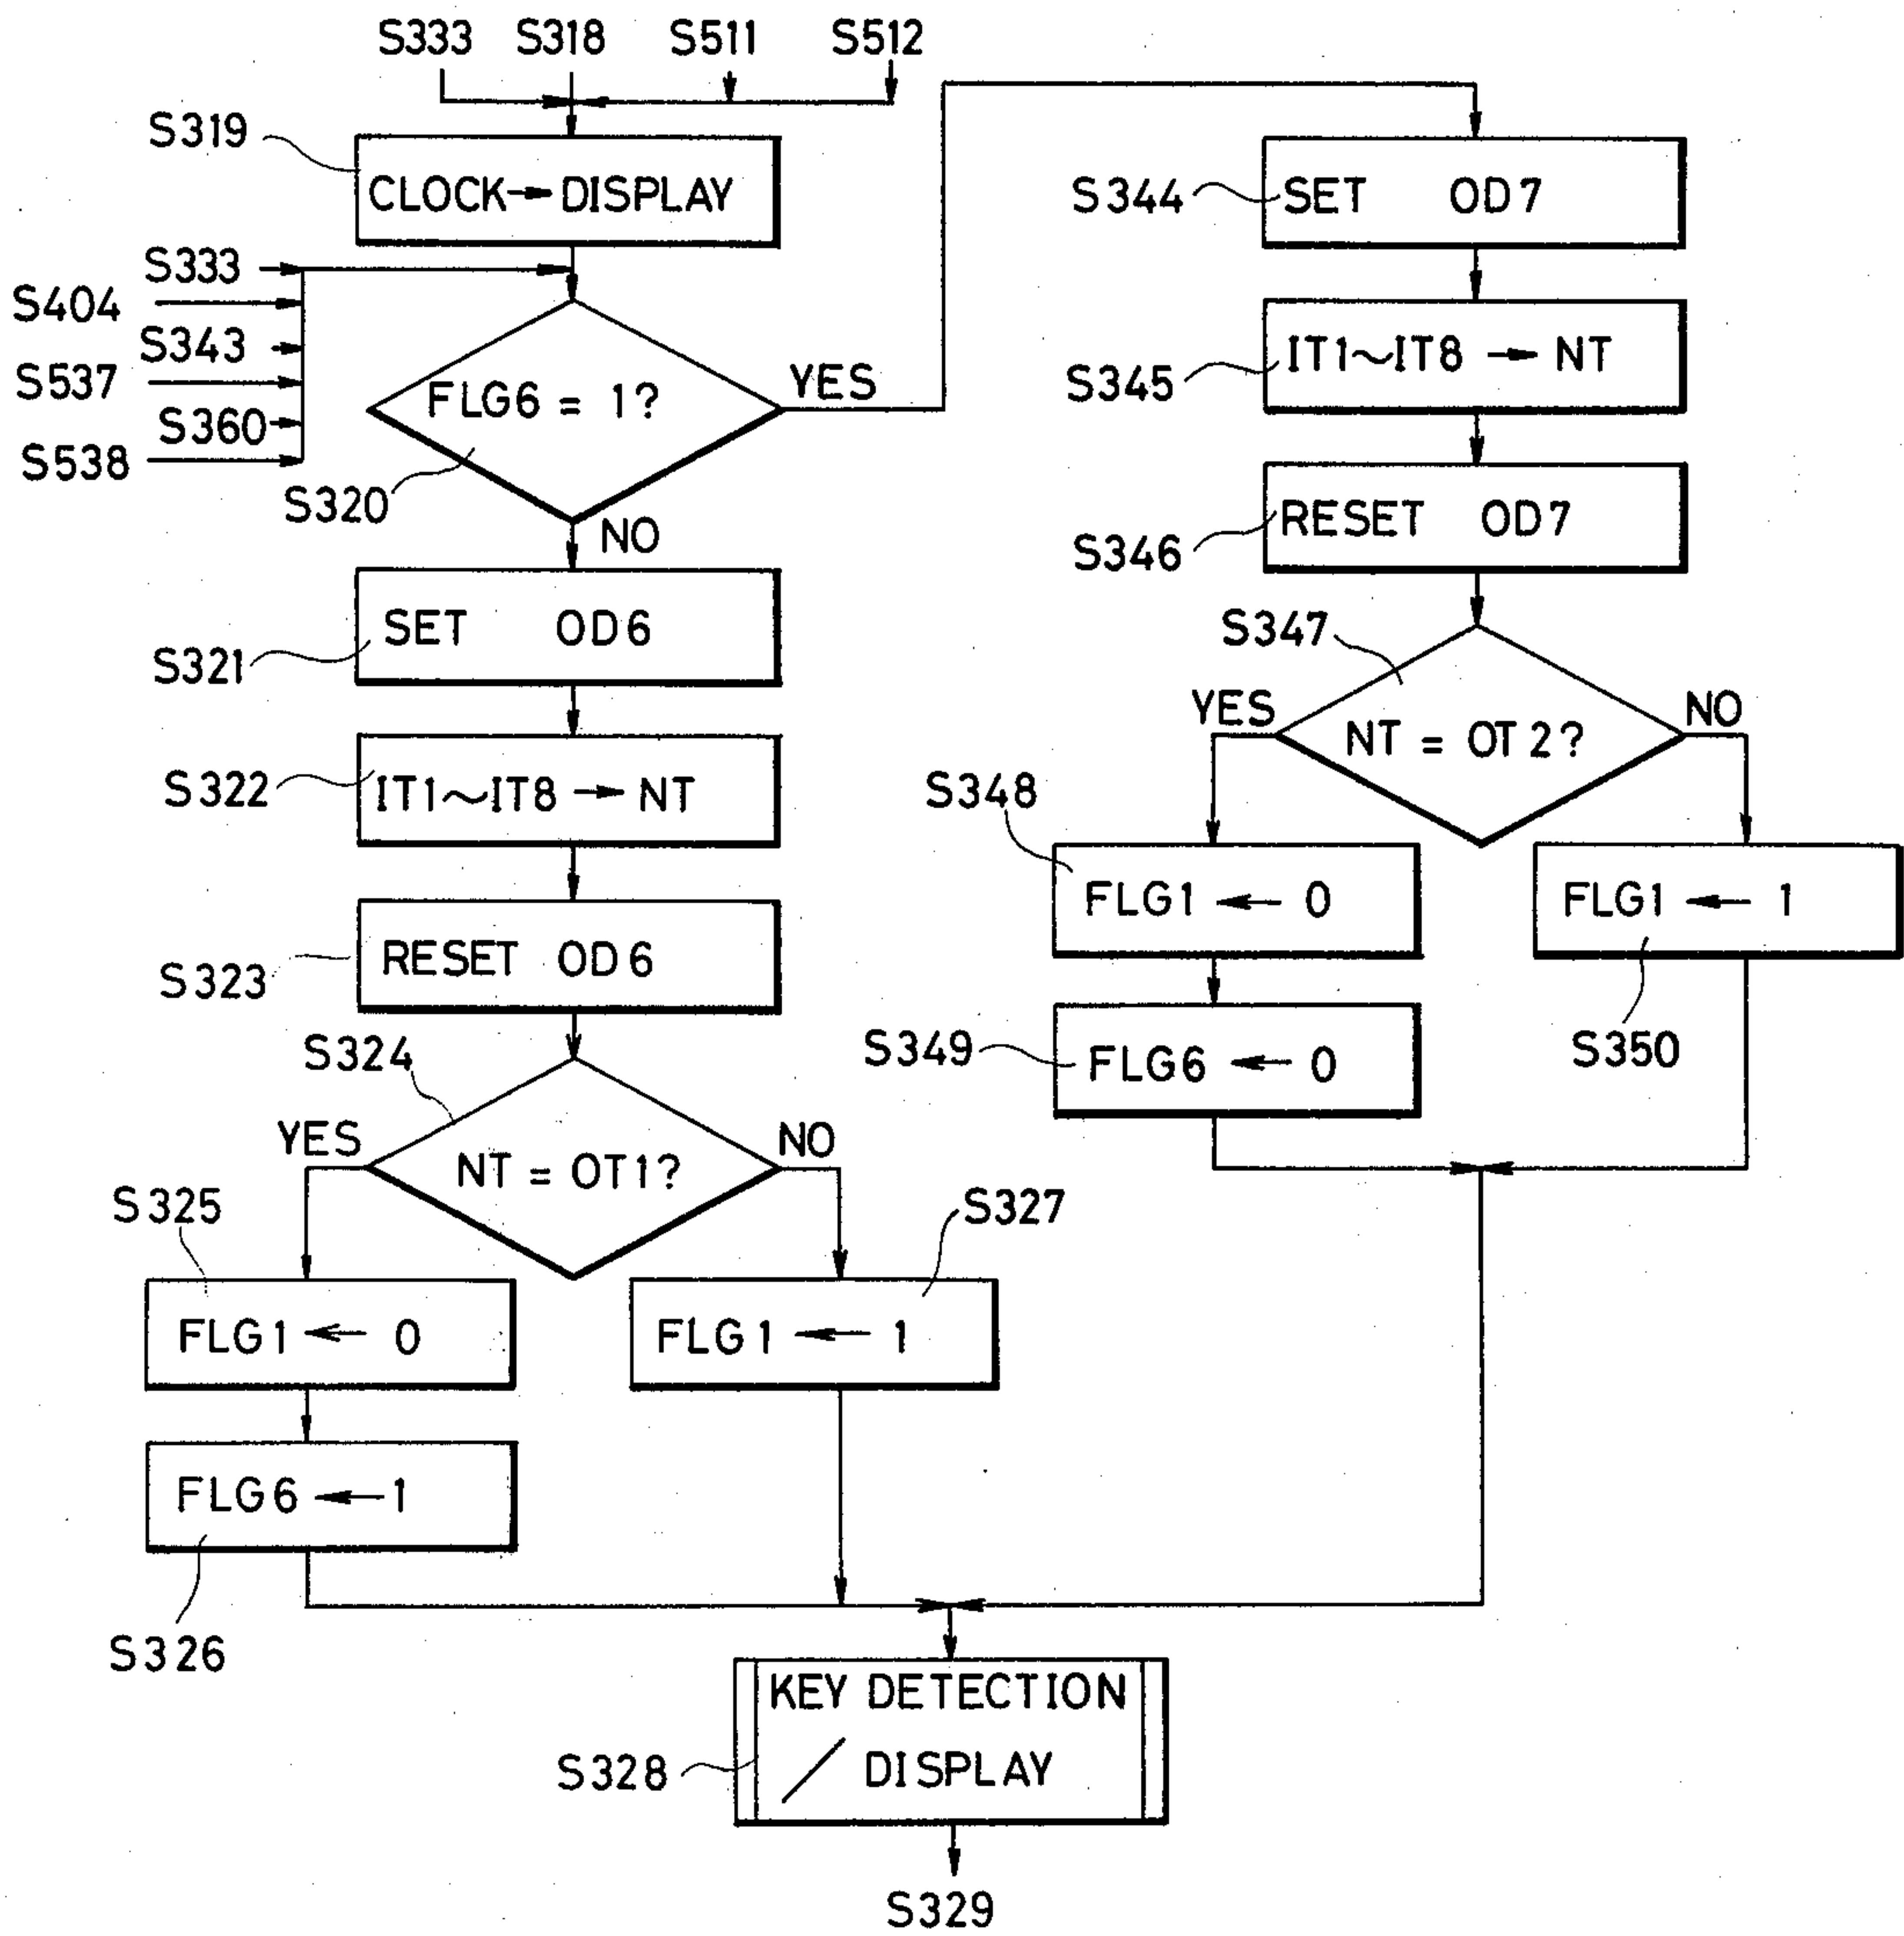 S333 S318 S511 S512
S319
CLOCK→DISPLAY
S333
S404
S343
S537
S360
S538
FLG6 = 1?
YES
S320
NO
S321
SET OD6
S322
IT1~IT8 → NT
S323
RESET OD6
S324
YES
NT = OT1?
NO
S325
FLG1 ← 0
S327
FLG1 ← 1
FLG6 ← 1
S326
S344
SET OD7
S345
IT1~IT8 → NT
S346
RESET OD7
S347
YES
NT = OT2?
NO
S348
FLG1 ← 0
FLG1 ← 1
S349
FLG6 ← 0
S350
KEY DETECTION
/ DISPLAY
S328
S329